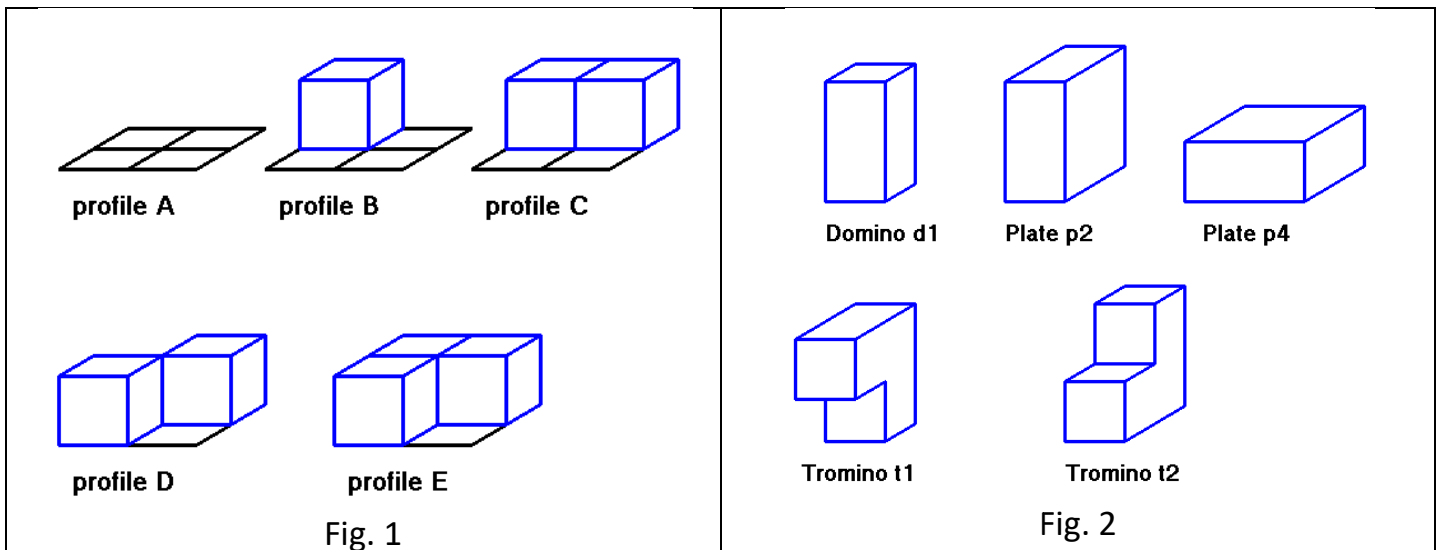 profile A
profile B
profile C
profile D
profile E
Fig. 1
Domino d1
Plate p2
Plate p4
Tromino t1
Tromino t2
Fig. 2